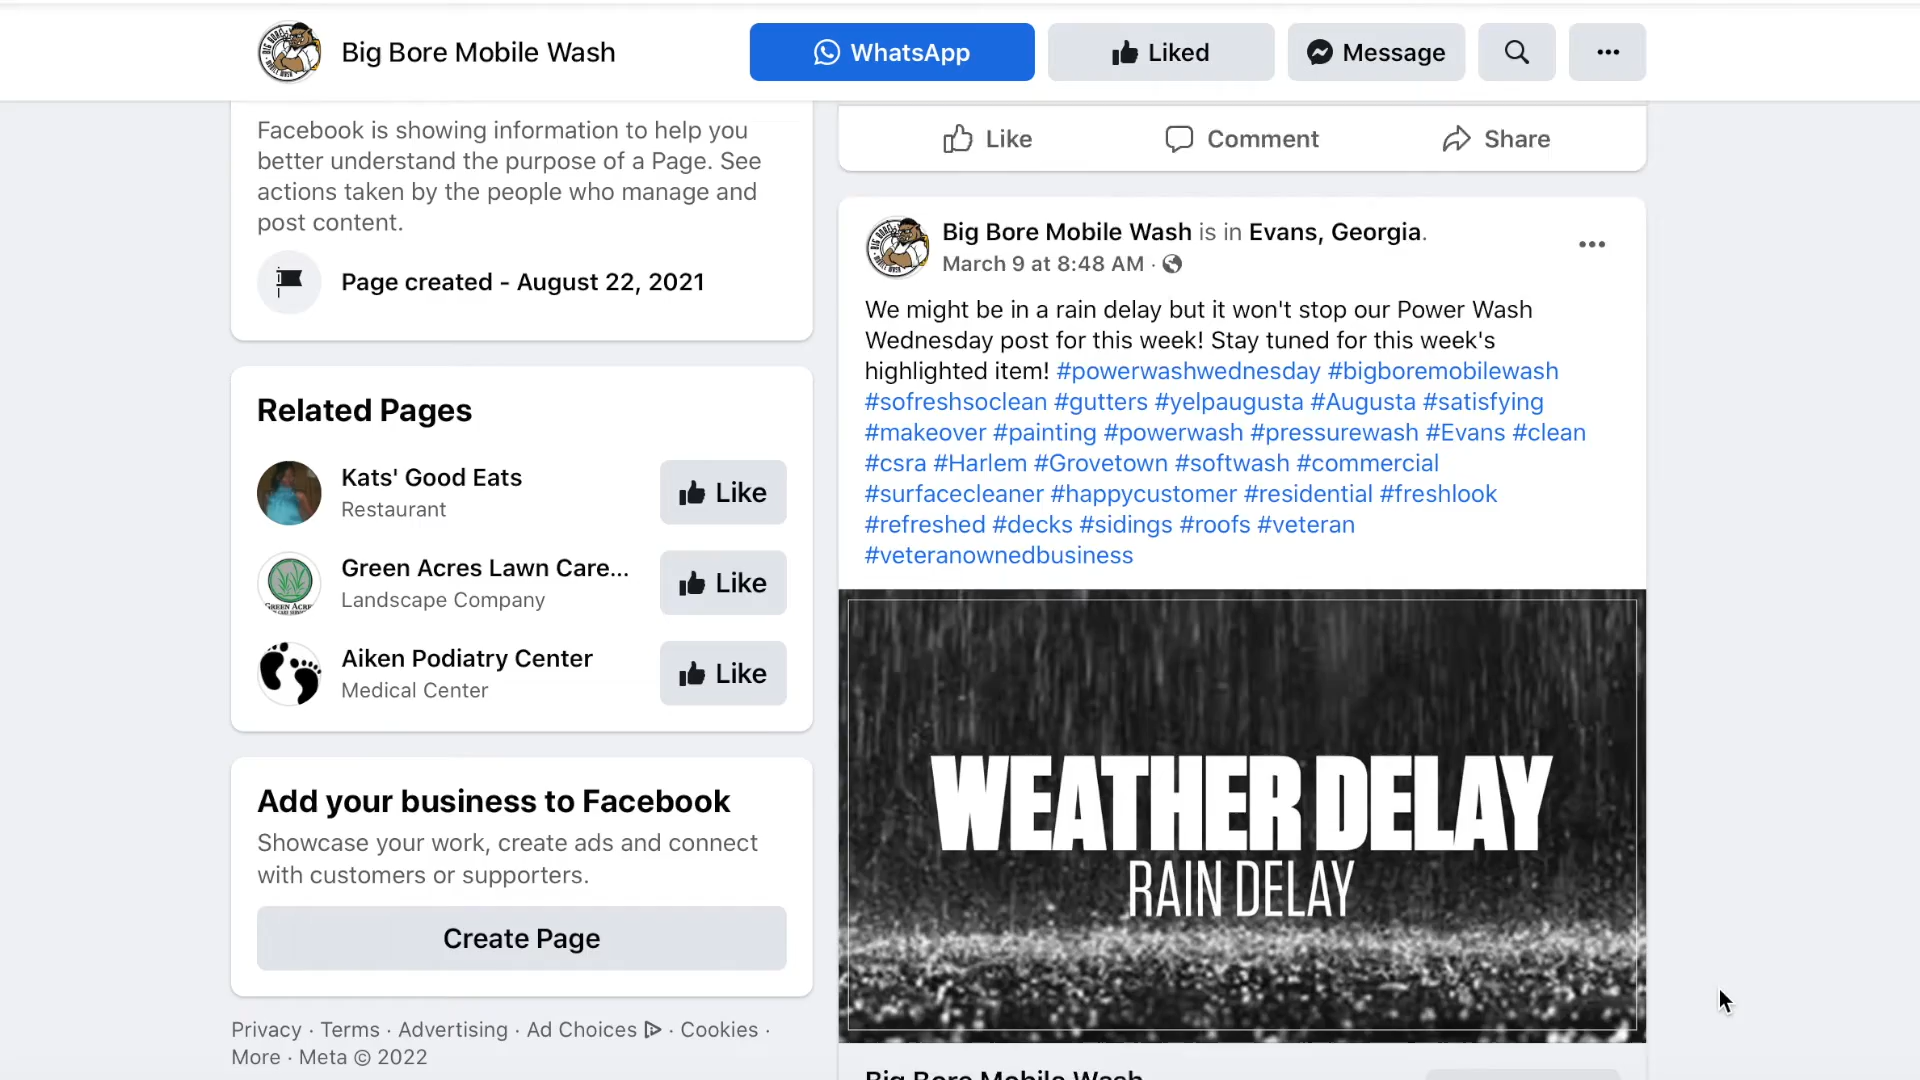 Big Bore Mobile Wash
WhatsApp
Liked
Message
Facebook is showing information to help you
better understand the purpose of a Page. See
actions taken by the people who manage and
post content.
Page created - August 22, 2021
Related Pages
Kats' Good Eats
Restaurant
Like
Green Acres Lawn Care...
Landscape Company
Like
Aiken Podiatry Center
Medical Center
Like
Add your business to Facebook
Showcase your work, create ads and connect
with customers or supporters.
Create Page
Privacy · Terms · Advertising · Ad Choices · Cookies ·
More · Meta © 2022
Like
Comment
Share
Big Bore Mobile Wash is in Evans, Georgia.
March 9 at 8:48 AM ·
We might be in a rain delay but it won't stop our Power Wash
Wednesday post for this week! Stay tuned for this week's
highlighted item! #powerwashwednesday #bigboremobilewash
#sofreshsoclean #gutters #yelpaugusta #Augusta #satisfying
#makeover #painting #powerwash #pressurewash #Evans #clean
#csra #Harlem #Grovetown #softwash #commercial
#surfacecleaner #happycustomer #residential #freshlook
#refreshed #decks #sidings #roofs #veteran
#veteranownedbusiness
WEATHER DELAY
RAIN DELAY
Big Bore Mobile Wash